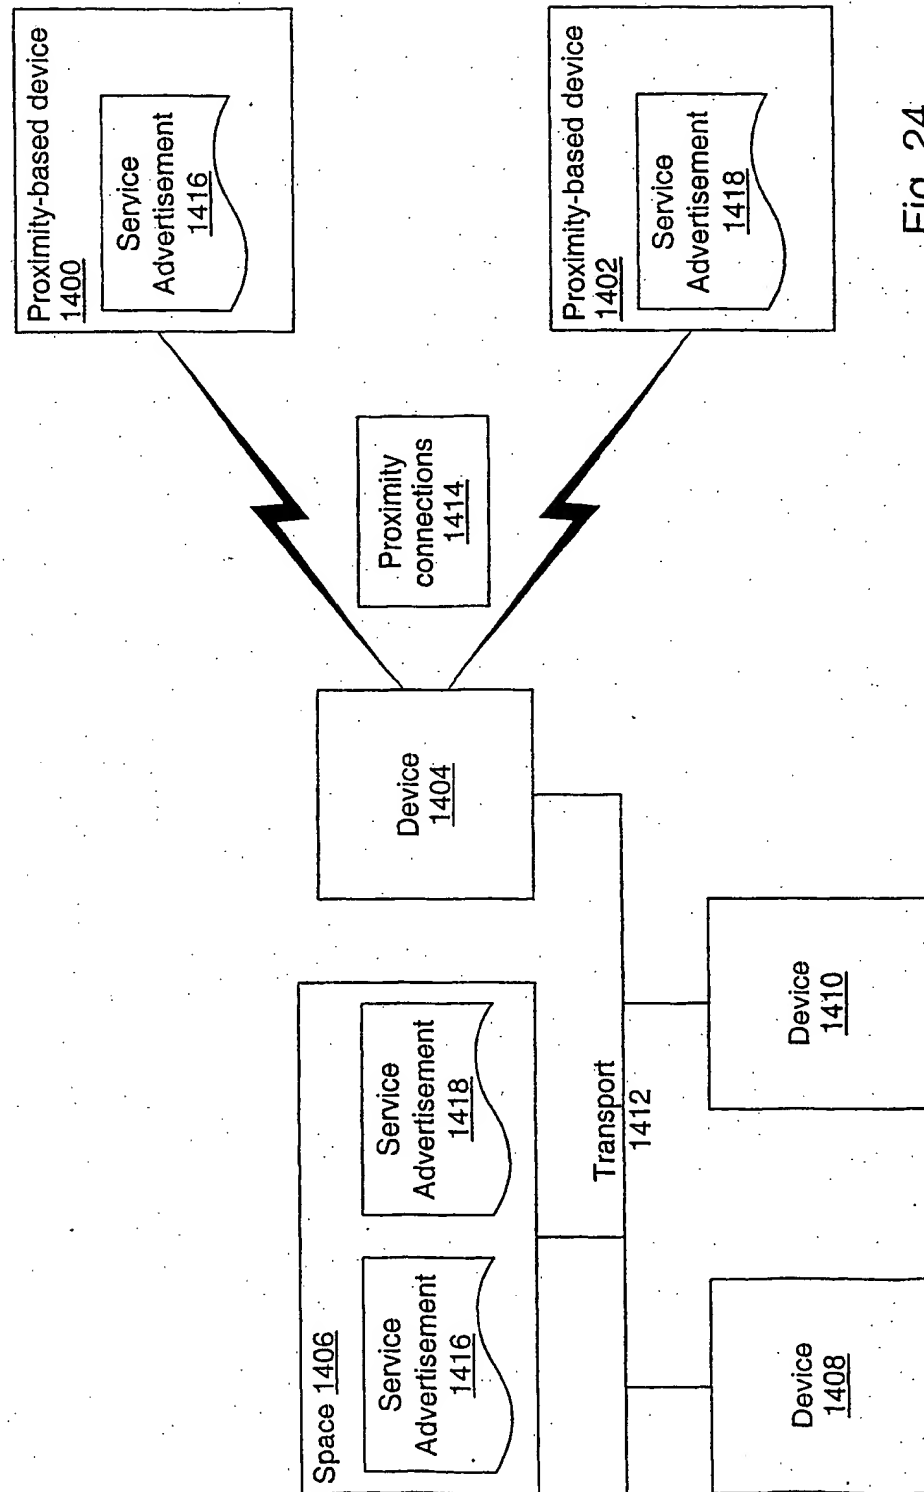 Proximity-based device
1400
Service
Advertisement
1416
Proximity-based device
1402
Service
Advertisement
1418
Proximity
connections
1414
Device
1404
Space 1406
Service
Advertisement
1416
Service
Advertisement
1418
Transport
1412
Device
1408
Device
1410
Fig. 24